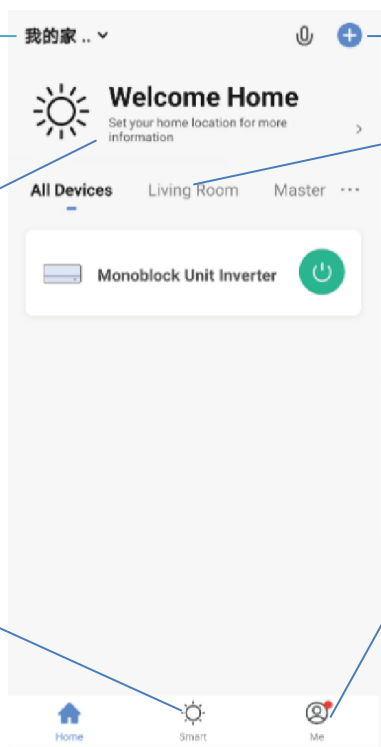 我的家 ..
Welcome Home
Set your home location for more
information
All Devices
Living Room
Master
Monoblock Unit Inverter
Home
Smart
Me